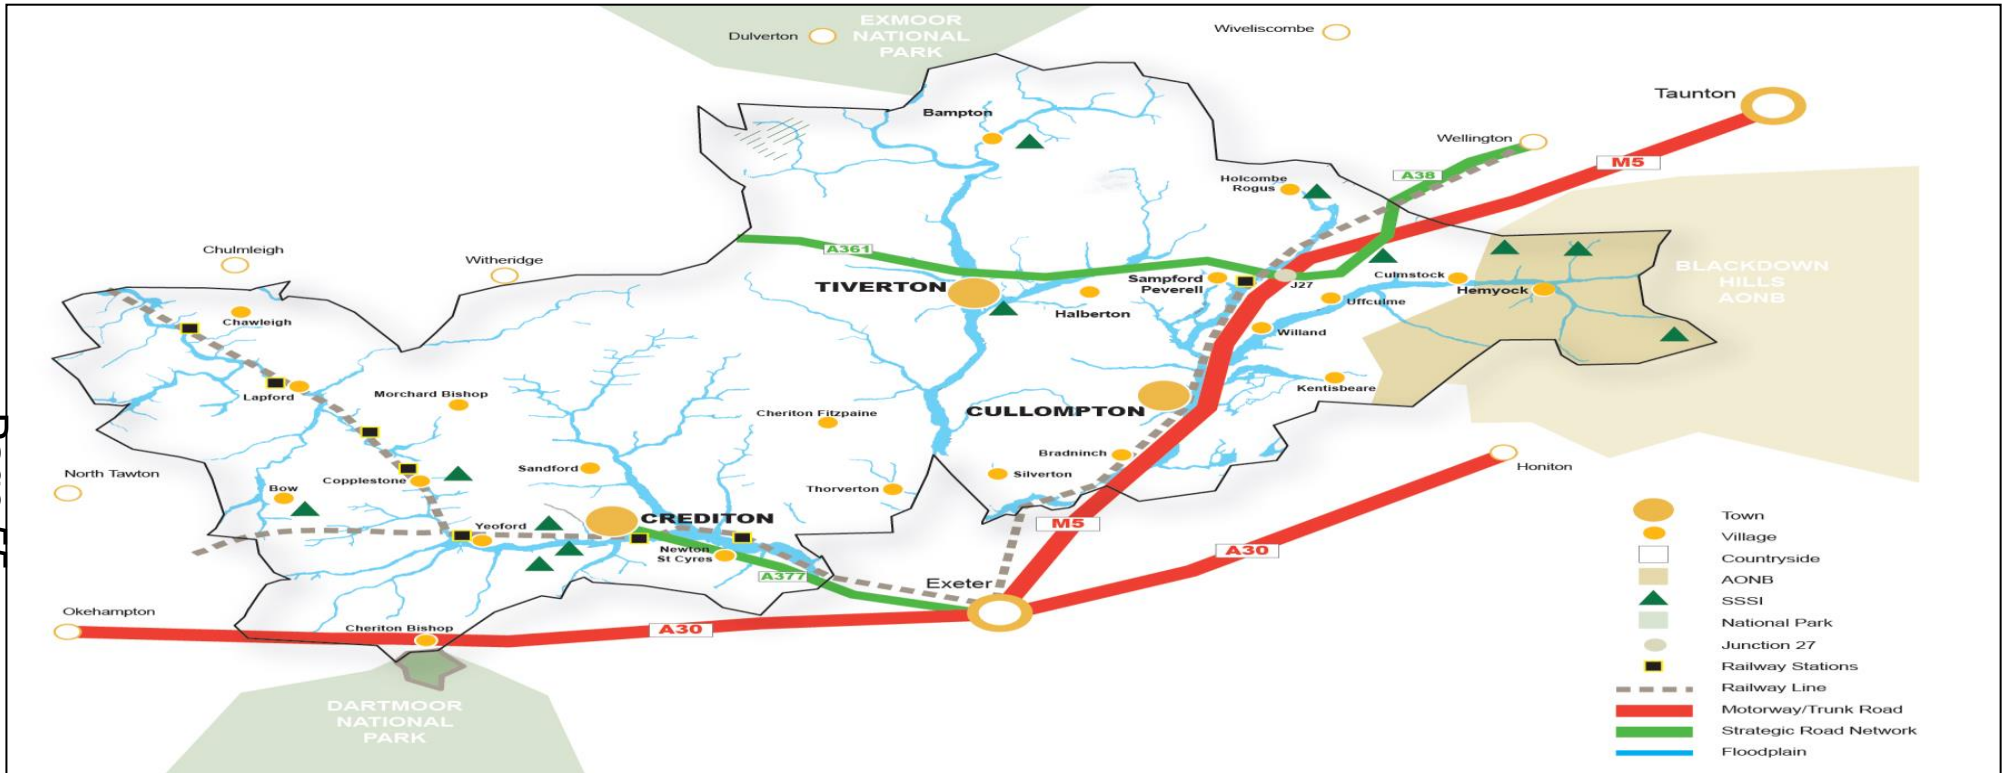 EXMOOR
NATIONAL
PARK
Dulverton
Wiveliscombe
Taunton
Bampton
Wellington
M5
A38
Holcombe
Rogus
Chulmleigh
Witheridge
A361
TIVERTON
Sampford
Peverell
J27
Culmstock
Hemyock
BLACKDOWN
HILLS
AONB
Halberton
Uffculme
Chawleigh
Willand
Lapford
Morchard Bishop
Kentisbeare
Cheriton Fitzpaine
CULLOMPTON
North Tawton
Copplestone
Sandford
Bradninch
Silverton
Honiton
Bow
Thorverton
Yeoford
CREDITON
M5
Newton
St Cyres
A377
Exeter
A30
Okehampton
Cheriton Bishop
A30
DARTMOOR
NATIONAL
PARK
Town
Village
Countryside
AONB
SSSI
National Park
Junction 27
Railway Stations
Railway Line
Motorway/Trunk Road
Strategic Road Network
Floodplain